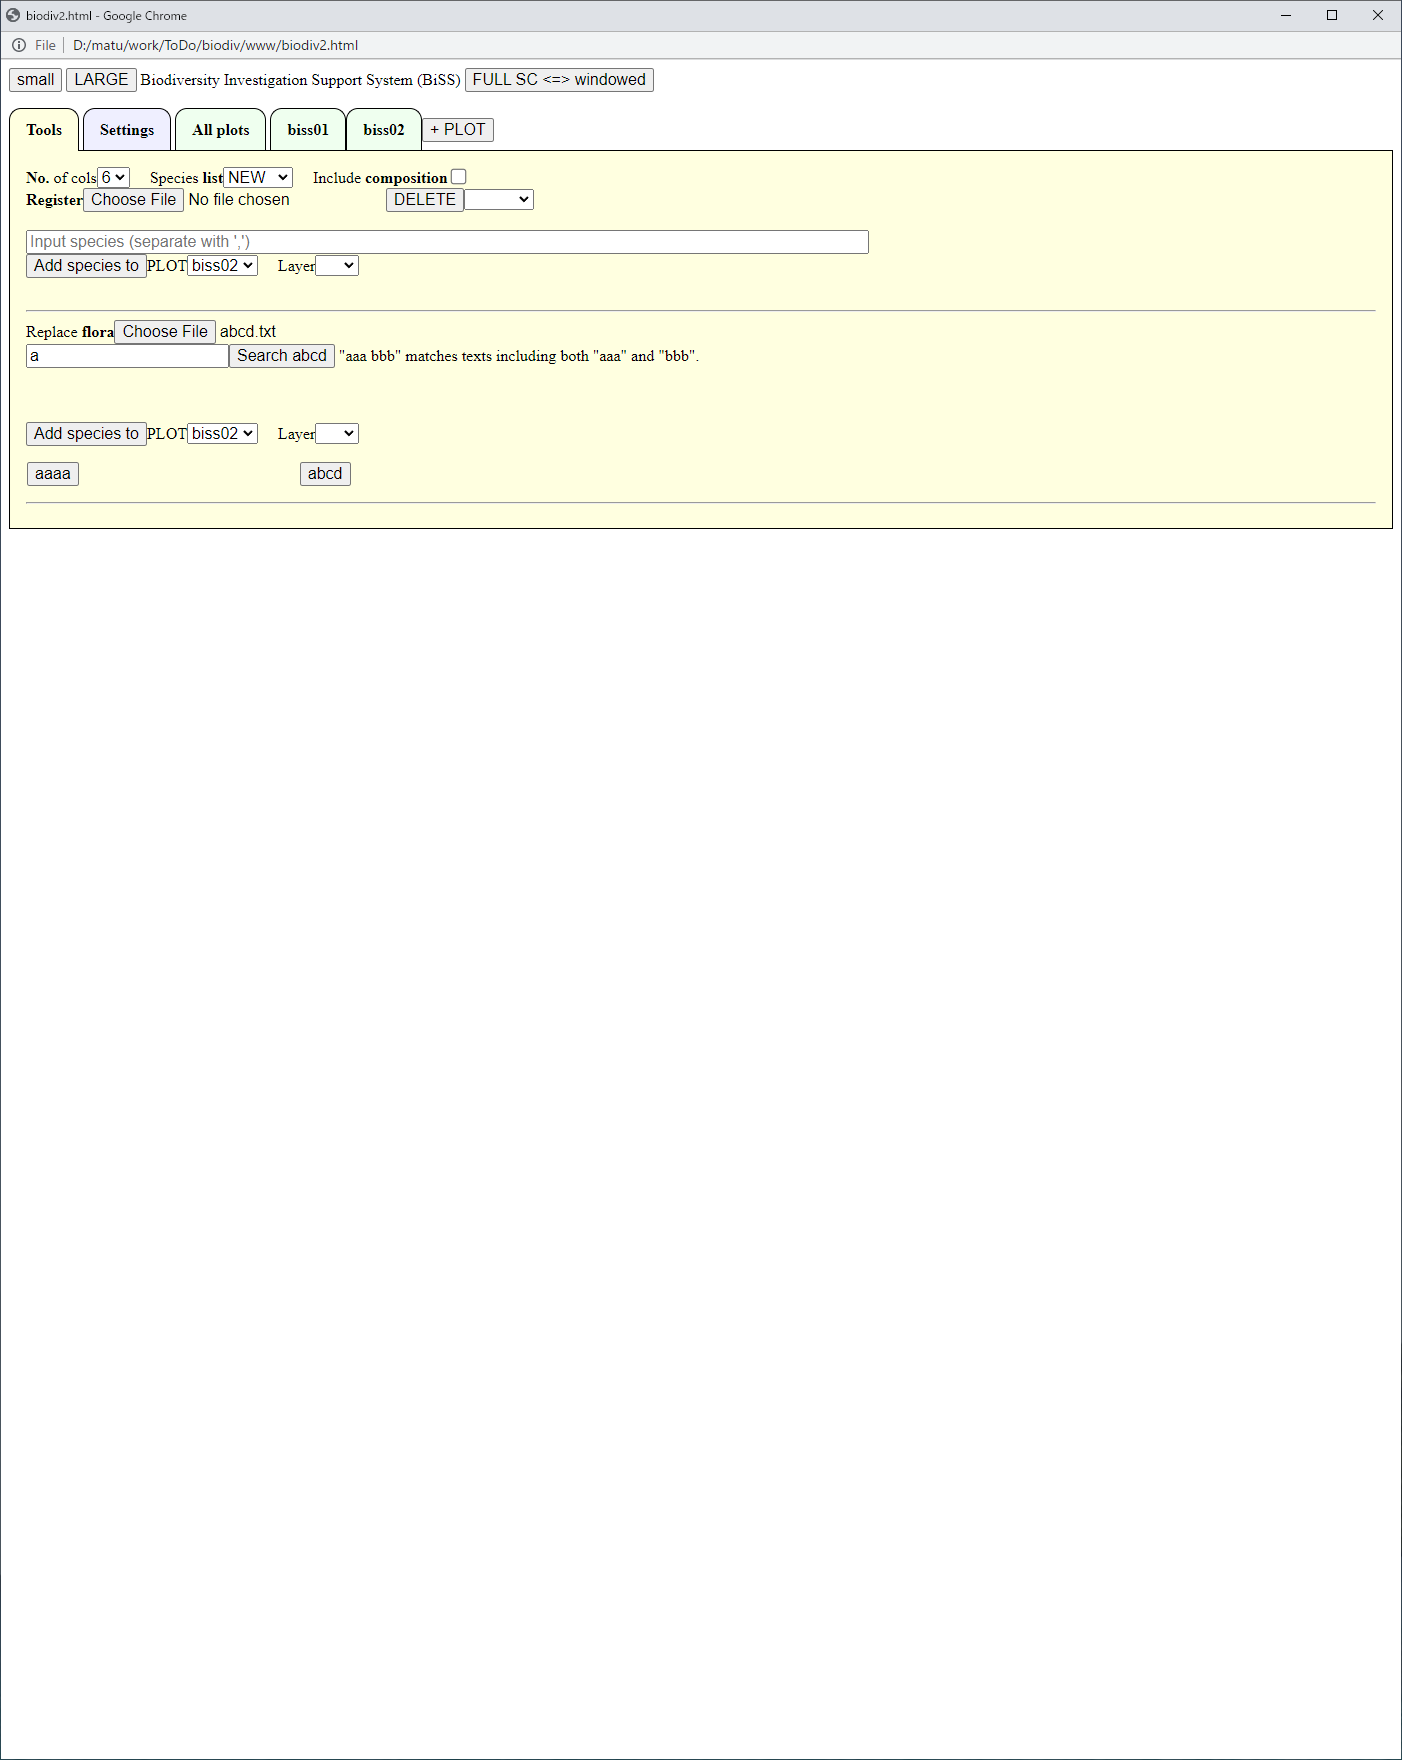 biodiv2.html - Google Chrome
File D:/matu/work/ToDo/biodiv/www/biodiv2.html
small LARGE Biodiversity Investigation Support System (BiSS) FULL SC <=> windowed
Tools Settings All plots biss01 biss02 + PLOT
No. of cols 6 Species list NEW Include composition
Register Choose File No file chosen DELETE
Input species (separate with ',')
Add species to PLOT biss02 Layer
Replace flora Choose File abcd.txt
a Search abcd "aaa bbb" matches texts including both "aaa" and "bbb".
Add species to PLOT biss02 Layer
aaaa abcd